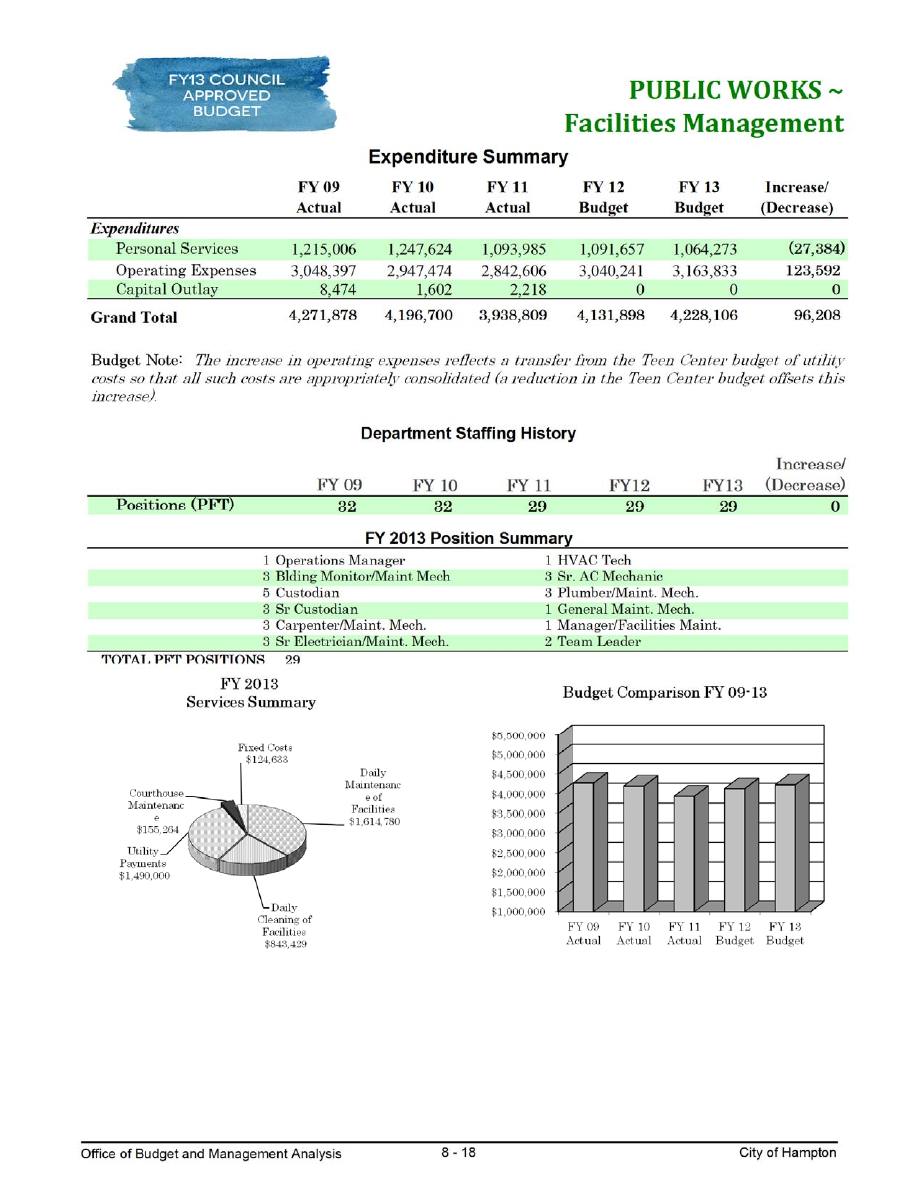 FY13 COUNCIL
APPROVED
BUDGET
PUBLIC WORKS ~
Facilities Management
Expenditure Summary
FY 09 FY 10 FY 11 FY 12 FY 13 Increase/
Actual Actual Actual Budget Budget (Decrease)
Expenditures
Personal Services 1,215,006 1,247,624 1,093,985 1,091,657 1,064,273 (27,384)
Operating Expenses 3,048,397 2,947,474 2,842,606 3,040,241 3,163,833 123,592
Capital Outlay 8,474 1,602 2,218 0 0 0
Grand Total 4,271,878 4,196,700 3,938,809 4,131,898 4,228,106 96,208
Budget Note: The increase in operating expenses reflects a transfer from the Teen Center budget of utility
costs so that all such costs are appropriately consolidated (a reduction in the Teen Center budget offsets this
increase).
Department Staffing History
Increase/
FY 09 FY 10 FY 11 FY12 FY13 (Decrease)
Positions (PFT) 32 32 29 29 29 0
FY 2013 Position Summary
1 Operations Manager 1 HVAC Tech
3 Blding Monitor/Maint Mech 3 Sr. AC Mechanic
5 Custodian 3 Plumber/Maint. Mech.
3 Sr Custodian 1 General Maint. Mech.
3 Carpenter/Maint. Mech. 1 Manager/Facilities Maint.
3 Sr Electrician/Maint. Mech. 2 Team Leader
TOTAL PFT POSITIONS 29
FY 2013
Services Summary
Fixed Costs
$124,633
Daily
Maintenanc
e of
Facilities
$1,614,780
Courthouse
Maintenanc
e
$155,264
Utility
Payments
$1,490,000
Daily
Cleaning of
Facilities
$843,429
Budget Comparison FY 09-13
$5,500,000
$5,000,000
$4,500,000
$4,000,000
$3,500,000
$3,000,000
$2,500,000
$2,000,000
$1,500,000
$1,000,000
FY 09 FY 10 FY 11 FY 12 FY 13
Actual Actual Actual Budget Budget
Office of Budget and Management Analysis 8 - 18 City of Hampton